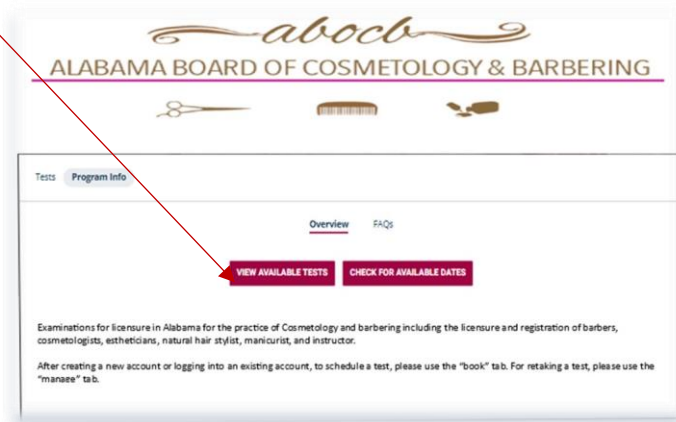 abocb
ALABAMA BOARD OF COSMETOLOGY & BARBERING
Tests Program Info
Overview FAQs
VIEW AVAILABLE TESTS CHECK FOR AVAILABLE DATES
Examinations for licensure in Alabama for the practice of Cosmetology and barbering including the licensure and registration of barbers,
cosmetologists, estheticians, natural hair stylist, manicurist, and instructor.
After creating a new account or logging into an existing account, to schedule a test, please use the "book" tab. For retaking a test, please use the
"manage" tab.